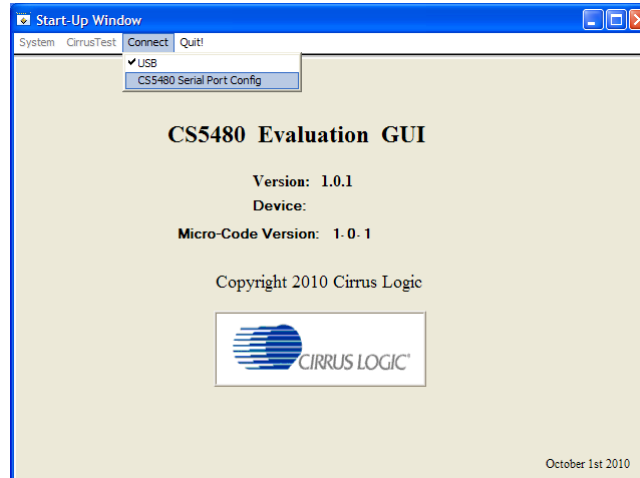 Start-Up Window
System CirrusTest Connect Quit!
USB
CS5480 Serial Port Config
CS5480 Evaluation GUI
Version: 1.0.1
Device:
Micro-Code Version: 1.0.1
Copyright 2010 Cirrus Logic
CIRRUS LOGIC®
October 1st 2010